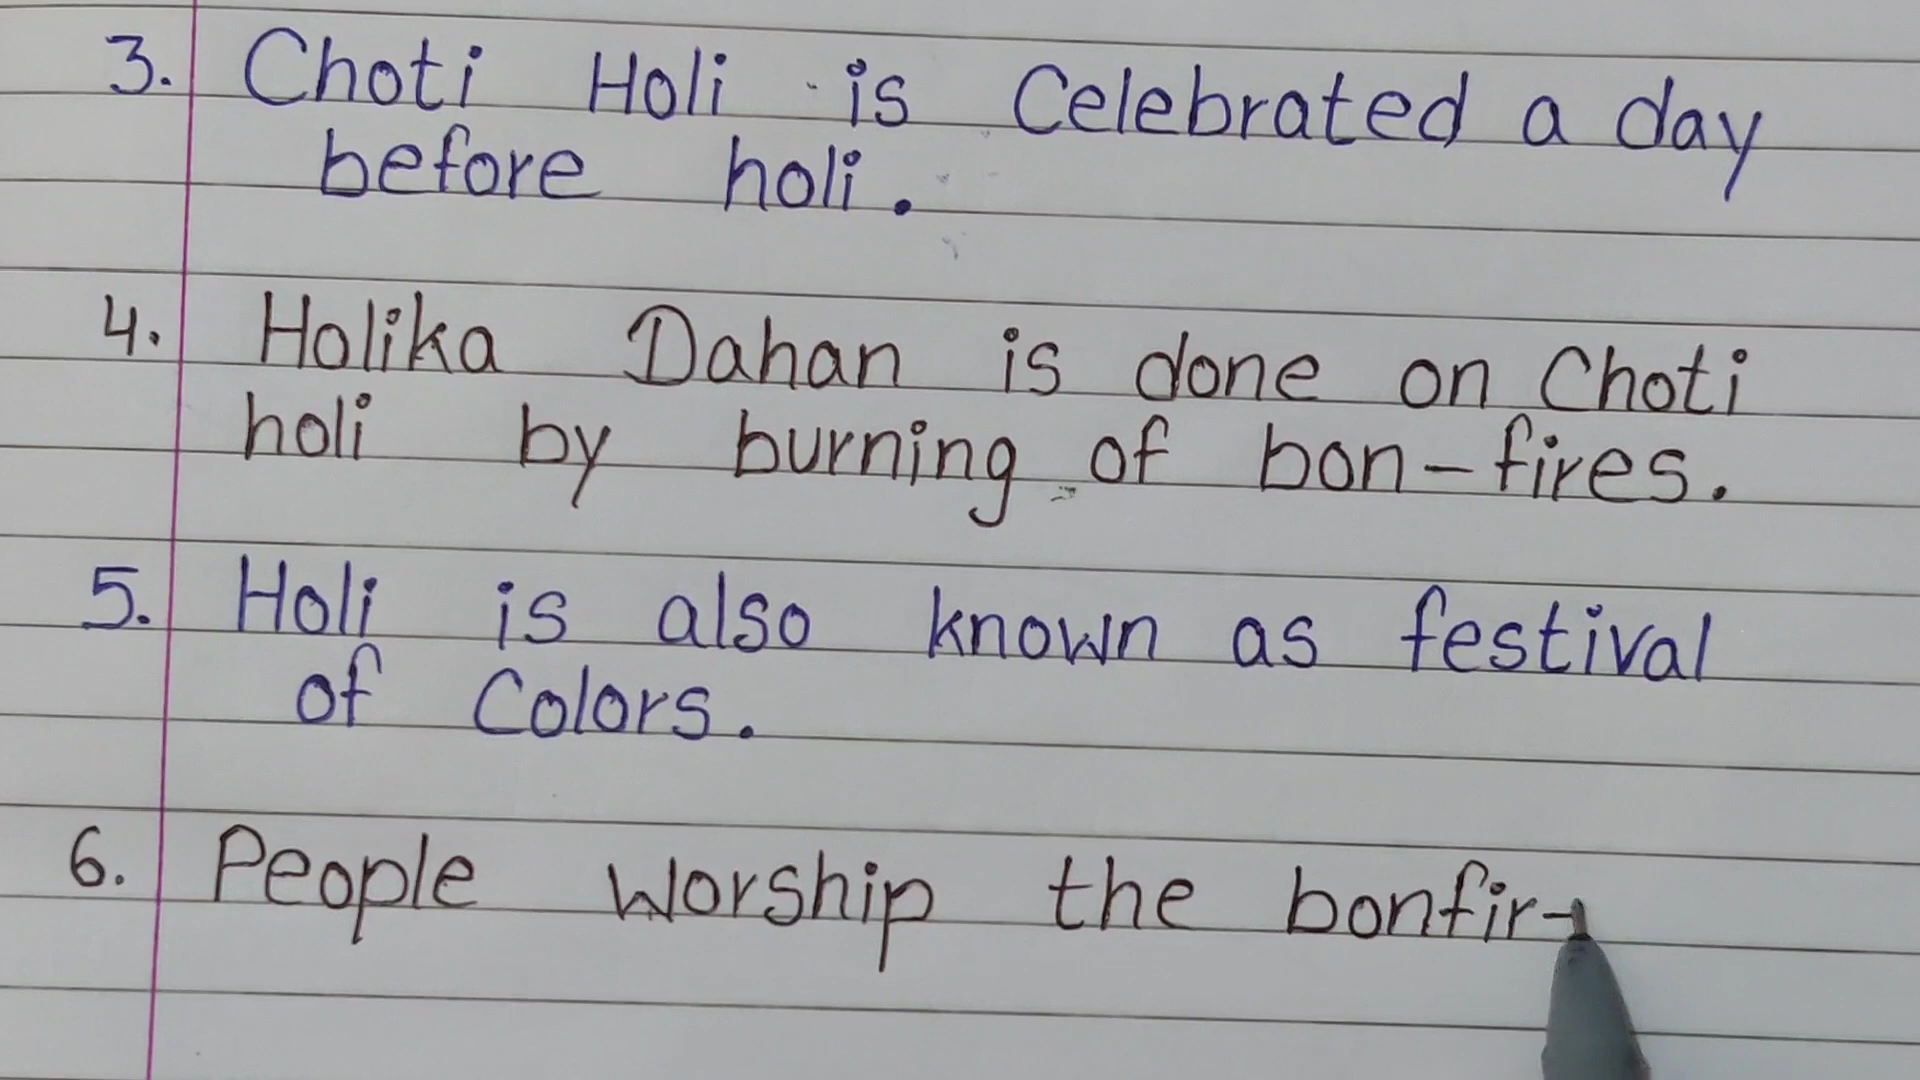 3. Choti Holi is Celebrated a day
before holi.
4. Holika Dahan is done on Choti
holi by burning of bon-fires.
5. Holi is also known as festival
of Colors.
6. People Worship the bonfir-